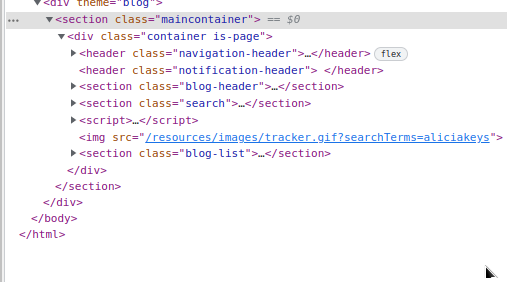 <div theme="blog">
<section class="maincontainer"> == $0
<div class="container is-page">
<header class="navigation-header">…</header> flex
<header class="notification-header"> </header>
<section class="blog-header">…</section>
<section class="search">…</section>
<script>…</script>
<img src="/resources/images/tracker.gif?searchTerms=aliciakeys">
<section class="blog-list">…</section>
</div>
</section>
</div>
</body>
</html>